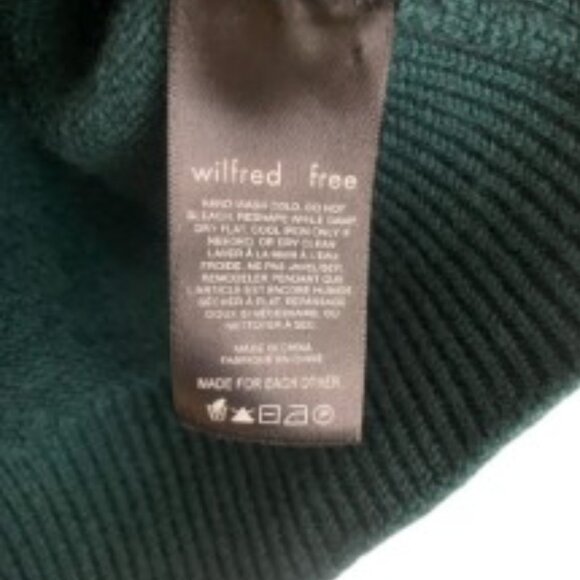 wilfred free
HAND WASH COLD. DO NOT
BLEACH. RESHAPE WHILE DAMP.
DRY FLAT. COOL IRON ONLY IF
NEEDED. OR DRY CLEAN
LAVER À LA MAIN À L'EAU
FROIDE. NE PAS JAVELISER.
REMODELER PENDANT QUE
L'ARTICLE EST ENCORE HUMIDE.
SÉCHER À PLAT. REPASSAGE
DOUX SI NÉCESSAIRE. OU
NETTOYER À SEC
MADE IN CHINA
FABRIQUÉ EN CHINE
MADE FOR EACH OTHER